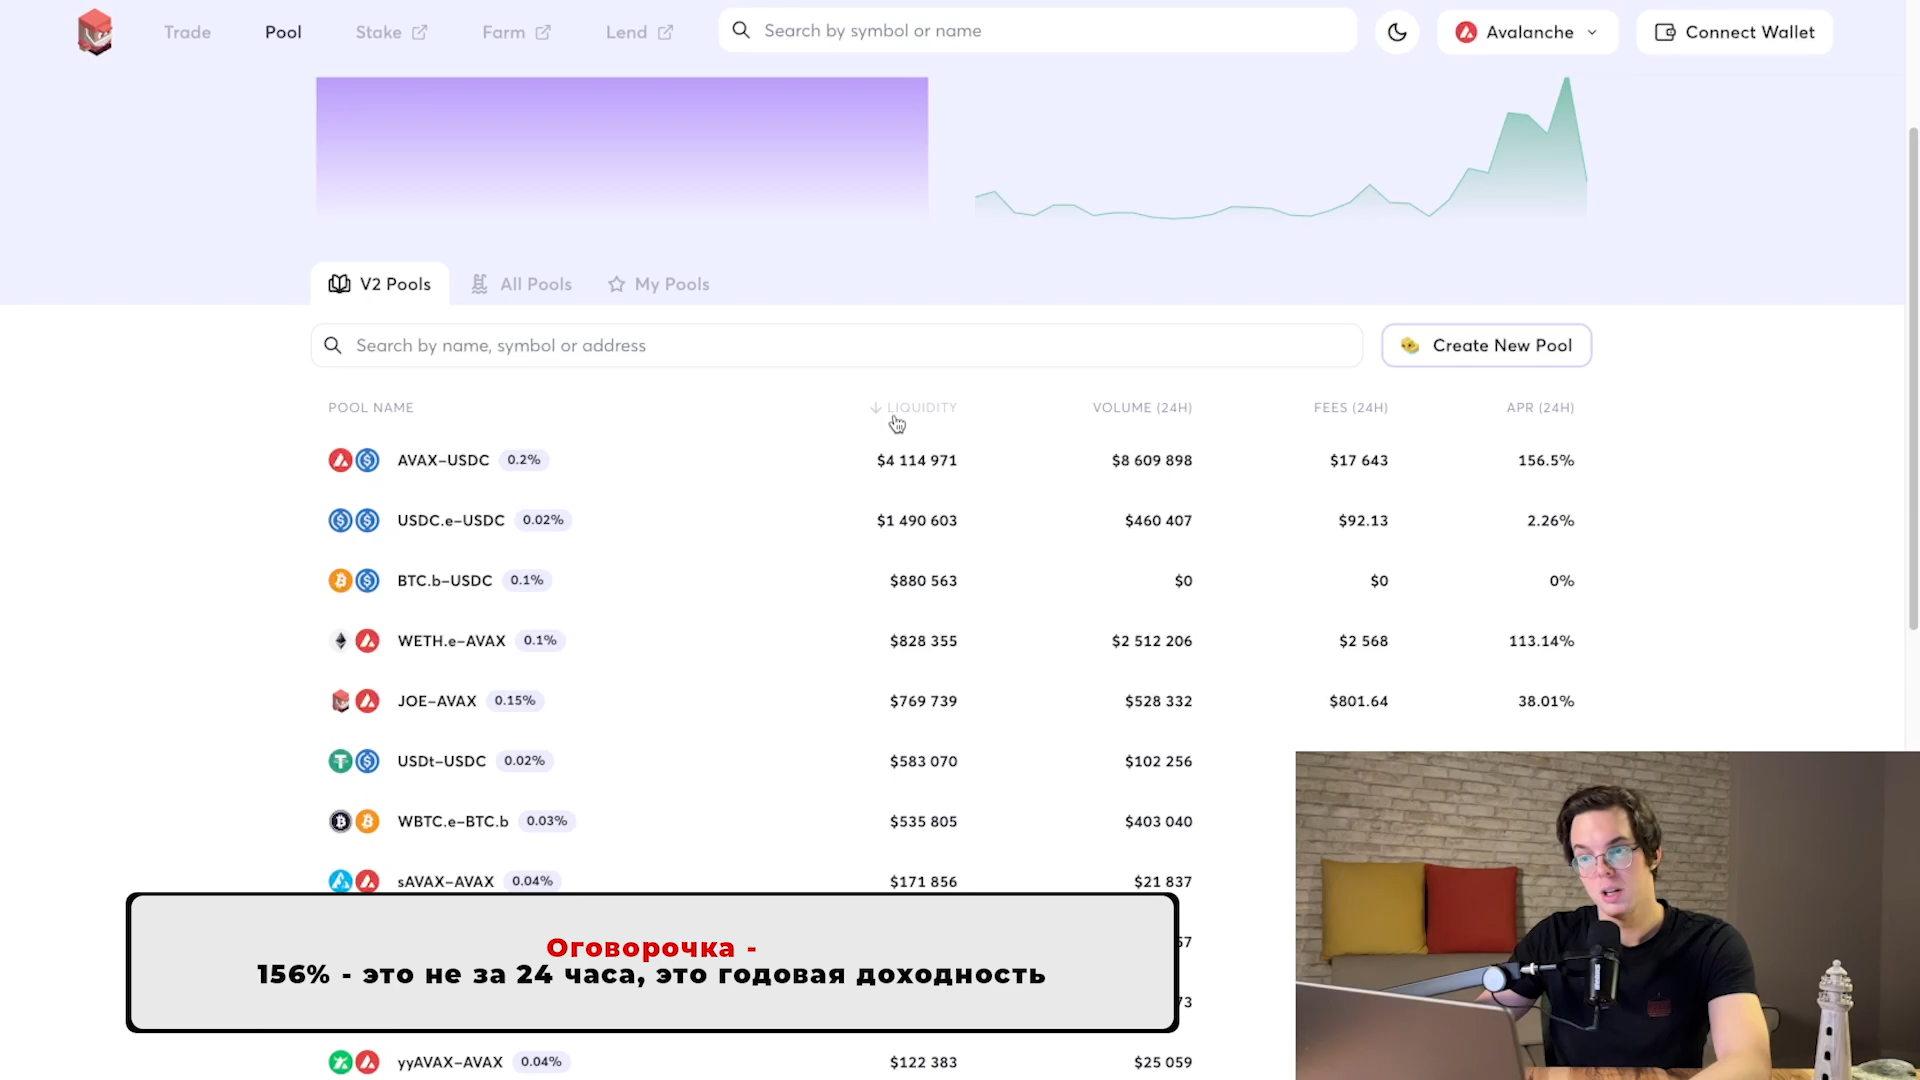 Trade Pool Stake Farm Lend Search by symbol or name Avalanche Connect Wallet
V2 Pools All Pools My Pools
Search by name, symbol or address Create New Pool
POOL NAME LIQUIDITY VOLUME (24H) FEES (24H) APR (24H)
AVAX–USDC 0.2% $4 114 971 $8 609 898 $17 643 156.5%
USDC.e–USDC 0.02% $1 490 603 $460 407 $92.13 2.26%
BTC.b–USDC 0.1% $880 563 $0 $0 0%
WETH.e–AVAX 0.1% $828 355 $2 512 206 $2 568 113.14%
JOE–AVAX 0.15% $769 739 $528 332 $801.64 38.01%
USDt–USDC 0.02% $583 070 $102 256
WBTC.e–BTC.b 0.03% $535 805 $403 040
sAVAX–AVAX 0.04% $171 856 $21 837
Оговорочка -
156% - это не за 24 часа, это годовая доходность
yyAVAX–AVAX 0.04% $122 383 $25 059